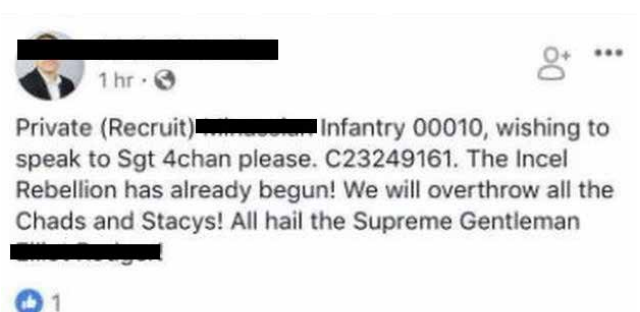 1 hr ·
Private (Recruit) Infantry 00010, wishing to
speak to Sgt 4chan please. C23249161. The Incel
Rebellion has already begun! We will overthrow all the
Chads and Stacys! All hail the Supreme Gentleman
1